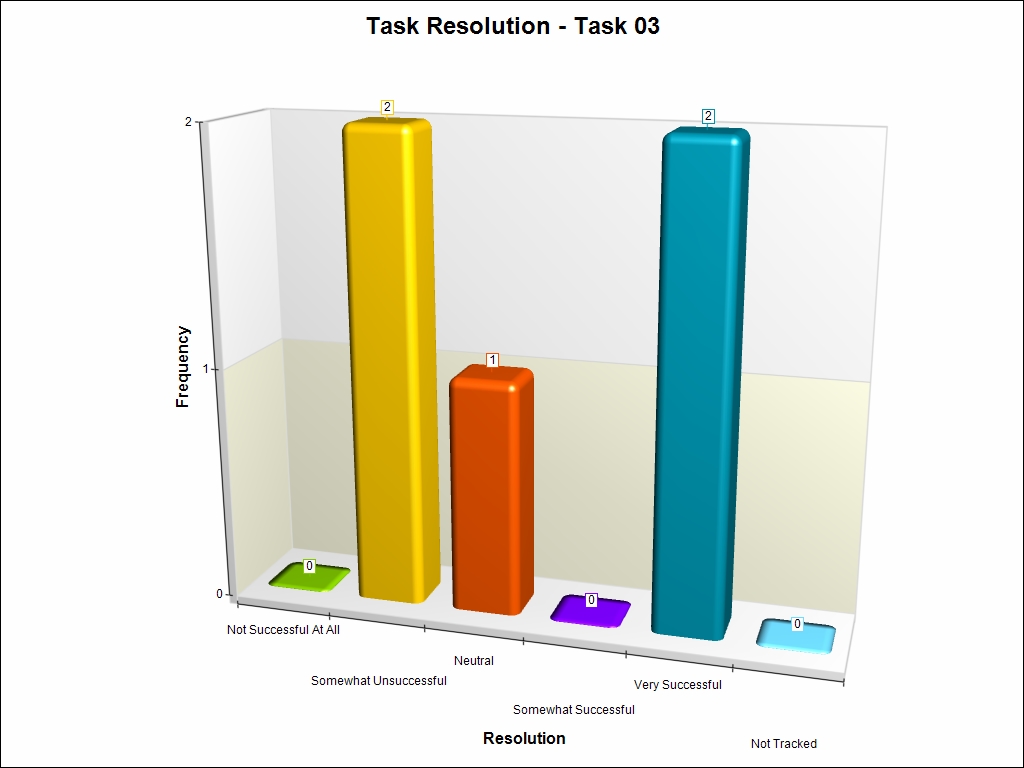 Task Resolution - Task 03
2
2
2
1
1
Frequency
0
0
0
0
Not Successful At All
Neutral
Somewhat Unsuccessful
Very Successful
Somewhat Successful
Resolution
Not Tracked